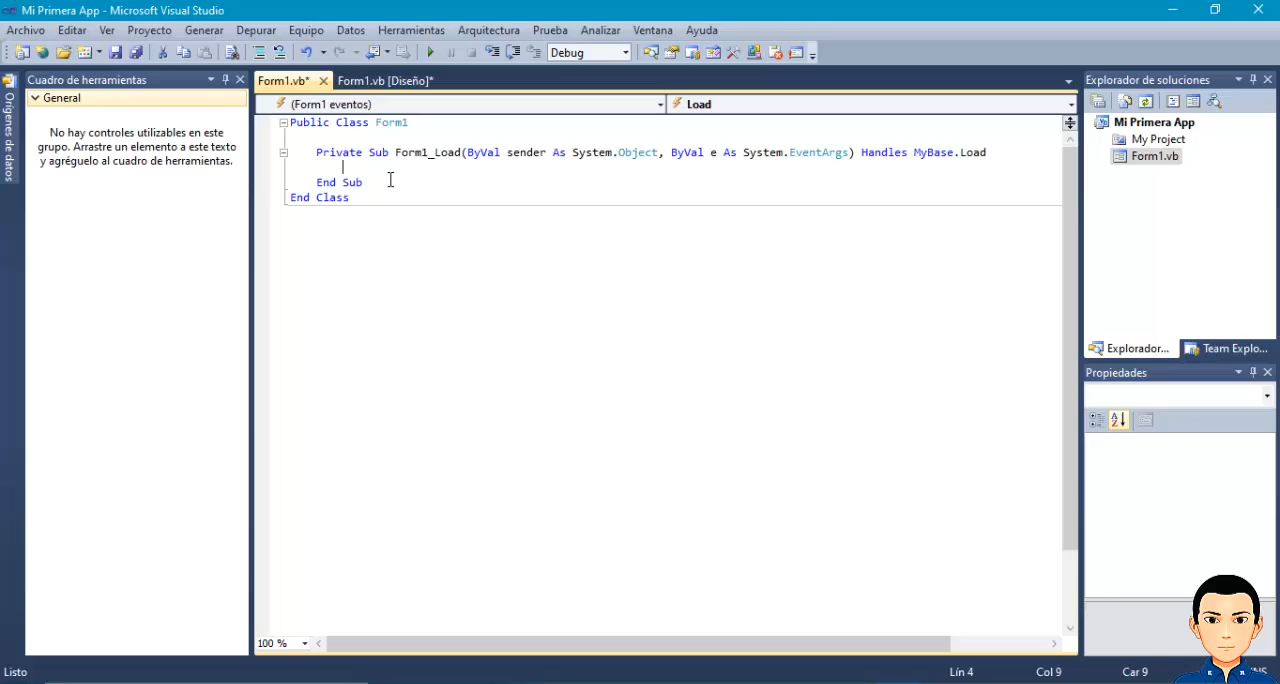 Mi Primera App - Microsoft Visual Studio
Archivo Editar Ver Proyecto Generar Depurar Equipo Datos Herramientas Arquitectura Prueba Analizar Ventana Ayuda
Debug
Orígenes de datos
Cuadro de herramientas
General
No hay controles utilizables en este
grupo. Arrastre un elemento a este texto
y agréguelo al cuadro de herramientas.
Form1.vb* Form1.vb [Diseño]*
(Form1 eventos) Load
Public Class Form1
Private Sub Form1_Load(ByVal sender As System.Object, ByVal e As System.EventArgs) Handles MyBase.Load
End Sub
End Class
100 %
Explorador de soluciones
Mi Primera App
My Project
Form1.vb
Explorador... Team Explo...
Propiedades
Listo Lín 4 Col 9 Car 9